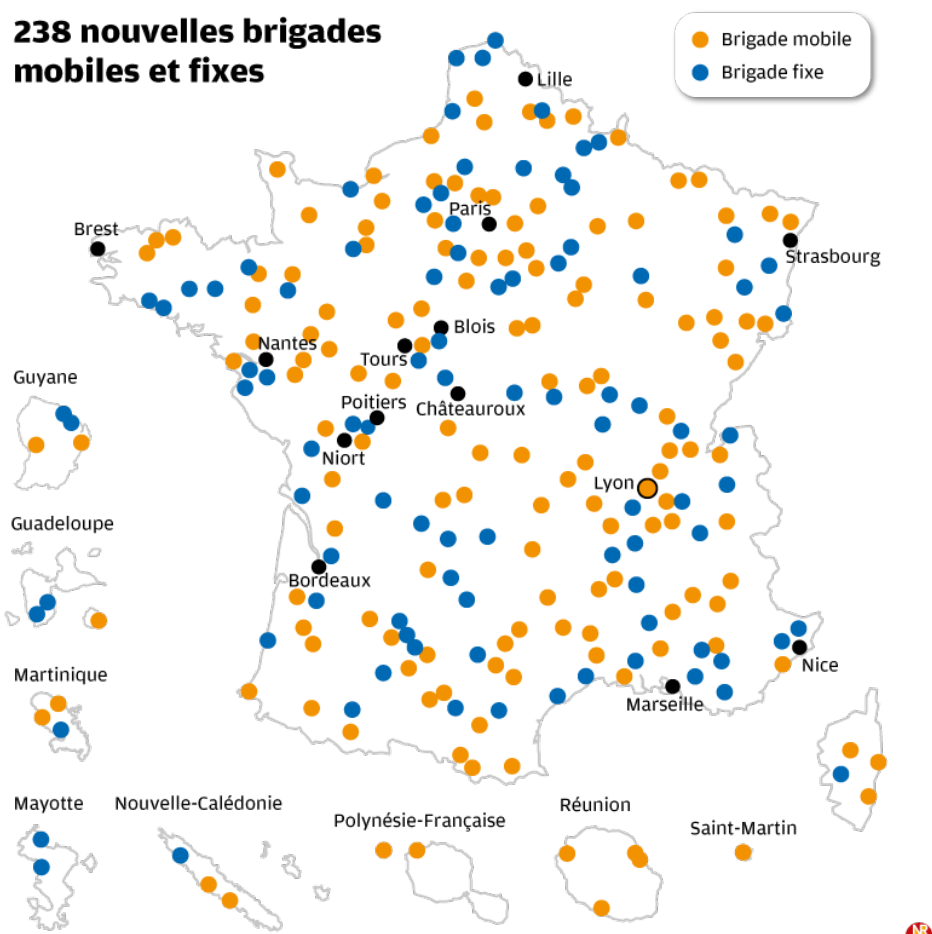 238 nouvelles brigades
mobiles et fixes
Brigade mobile
Brigade fixe
Lille
Paris
Brest
Strasbourg
Blois
Nantes
Tours
Guyane
Poitiers
Châteauroux
Niort
Lyon
Guadeloupe
Bordeaux
Nice
Martinique
Marseille
Mayotte
Nouvelle-Calédonie
Réunion
Polynésie-Française
Saint-Martin
NR